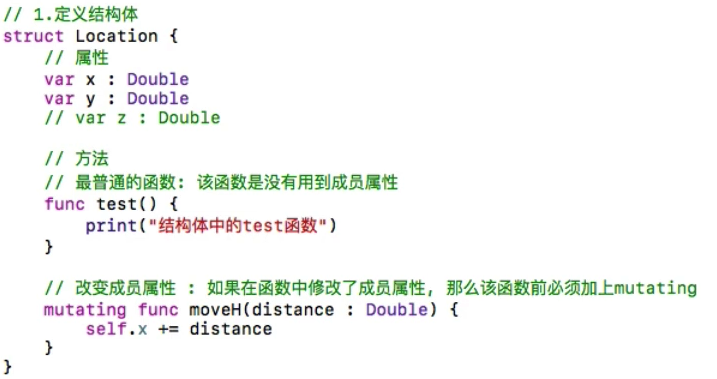 // 1.定义结构体
struct Location {
    // 属性
    var x : Double
    var y : Double
    // var z : Double

    // 方法
    // 最普通的函数: 该函数是没有用到成员属性
    func test() {
        print("结构体中的test函数")
    }

    // 改变成员属性 : 如果在函数中修改了成员属性, 那么该函数前必须加上mutating
    mutating func moveH(distance : Double) {
        self.x += distance
    }
}